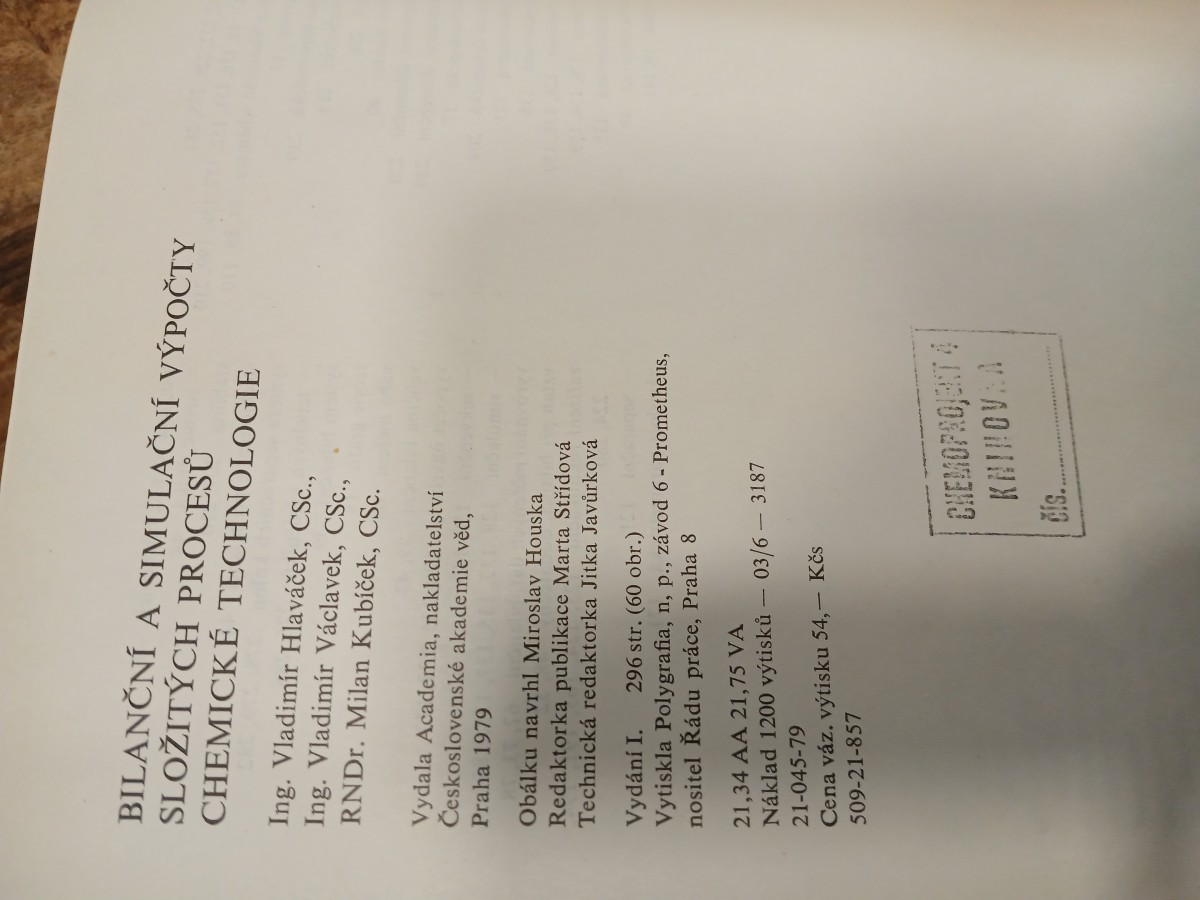 BILANČNÍ A SIMULAČNÍ VÝPOČTY
SLOŽITÝCH PROCESŮ
CHEMICKÉ TECHNOLOGIE
Ing. Vladimír Hlaváček, CSc.,
Ing. Vladimír Václavek, CSc.,
RNDr. Milan Kubíček, CSc.
Vydala Academia, nakladatelství
Československé akademie věd,
Praha 1979
Obálku navrhl Miroslav Houska
Redaktorka publikace Marta Střídová
Technická redaktorka Jitka Javůrková
Vydání I. 296 str. (60 obr.)
Vytiskla Polygrafia, n, p., závod 6 - Prometheus,
nositel Řádu práce, Praha 8
21,34 AA 21,75 VA
Náklad 1200 výtisků — 03/6 — 3187
21-045-79
Cena váz. výtisku 54,— Kčs
509-21-857
CHEMOPROJEKT 4
KNIHOVNA
čís.